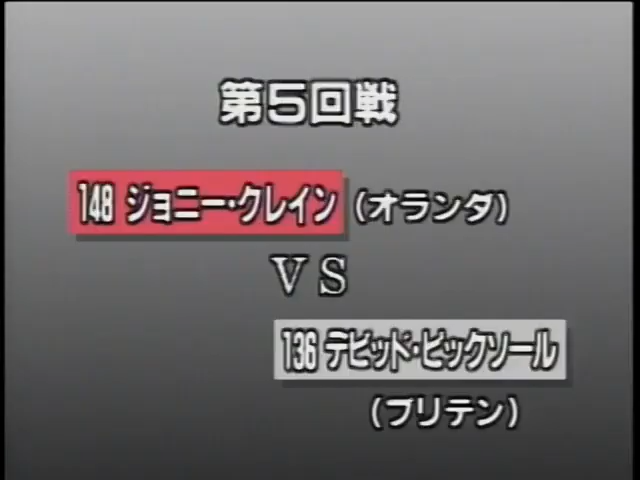 第5回戦
148 ジョニー・クレイン (オランダ)
VS
136 デビッド・ピックソール
(ブリテン)